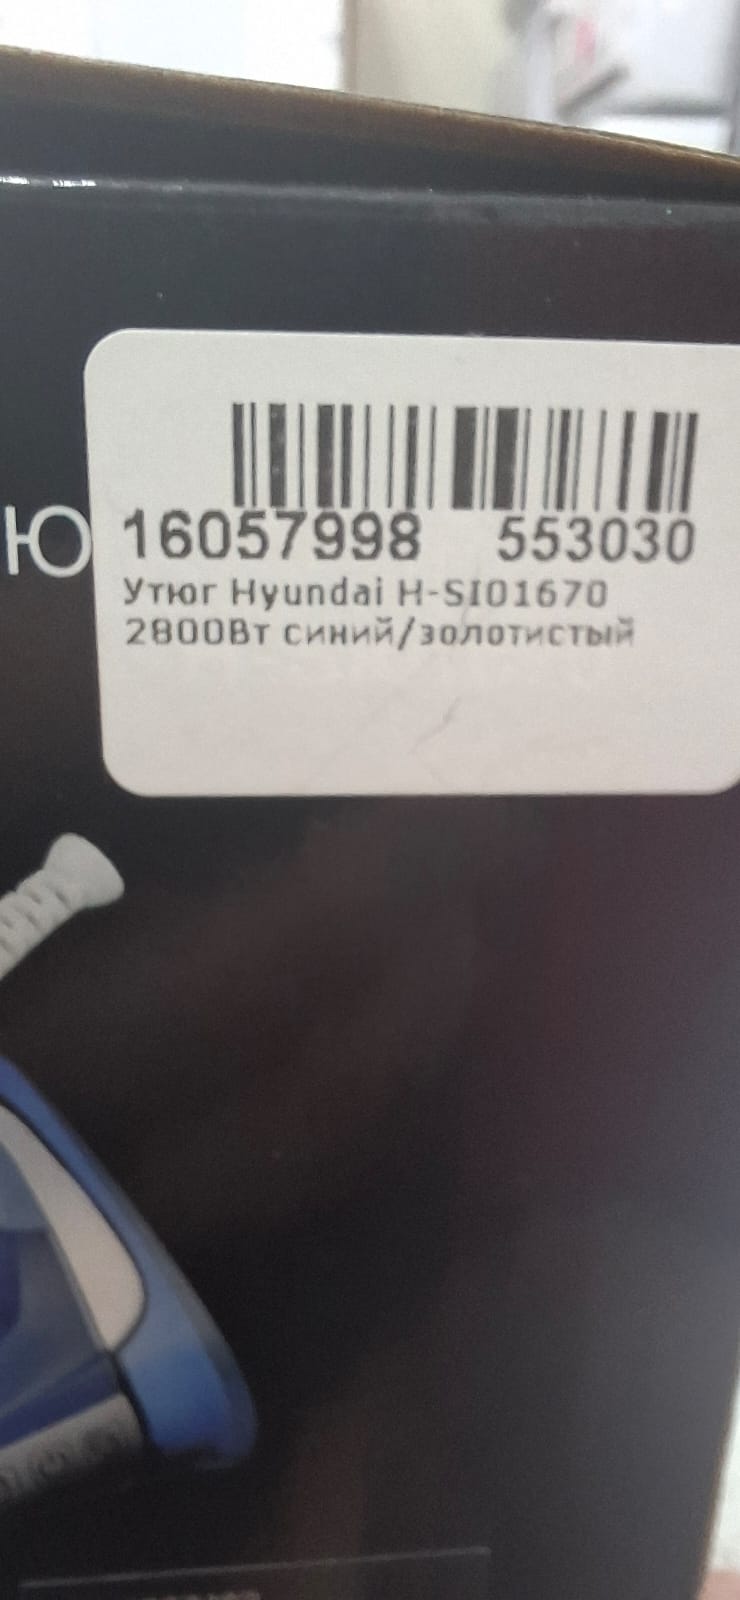 Ю
16057998 553030
Утюг Hyundai H-SI01670
2800Вт синий/золотистый